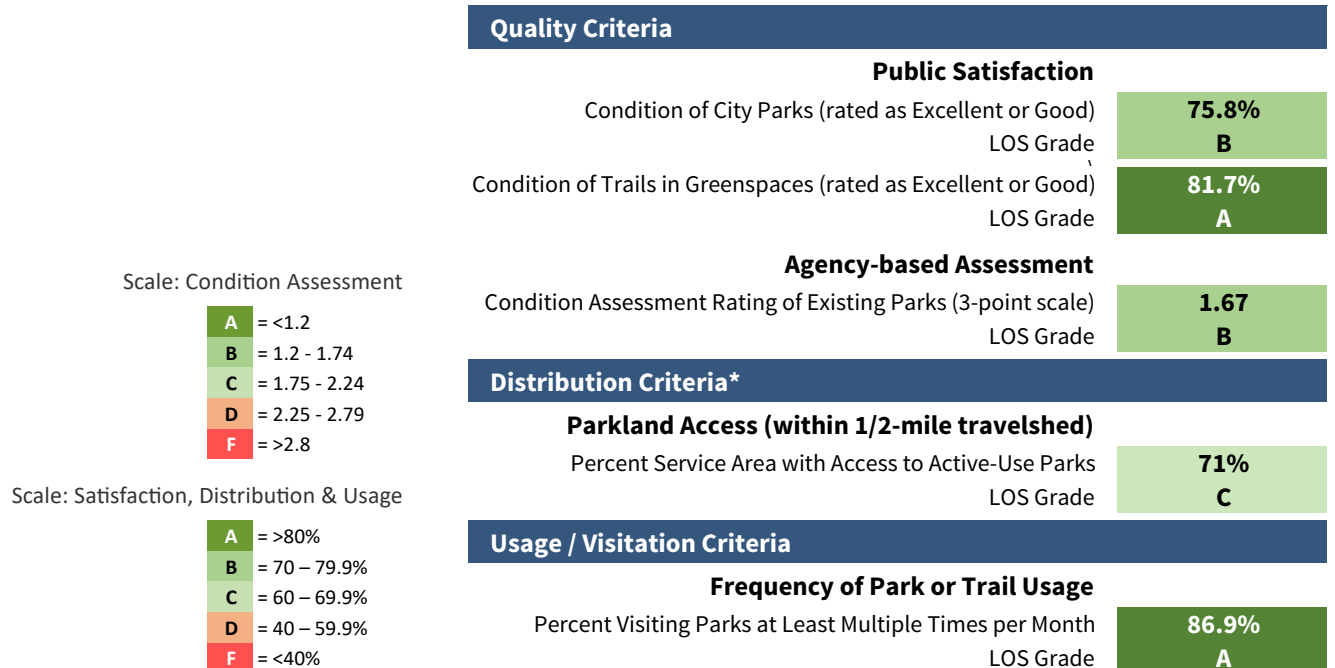 Quality Criteria
Public Satisfaction
Condition of City Parks (rated as Excellent or Good) 75.8%
LOS Grade B
\
Condition of Trails in Greenspaces (rated as Excellent or Good) 81.7%
LOS Grade A
Agency-based Assessment
Condition Assessment Rating of Existing Parks (3-point scale) 1.67
LOS Grade B
Distribution Criteria*
Parkland Access (within 1/2-mile travelshed)
Percent Service Area with Access to Active-Use Parks 71%
LOS Grade C
Usage / Visitation Criteria
Frequency of Park or Trail Usage
Percent Visiting Parks at Least Multiple Times per Month 86.9%
LOS Grade A
Scale: Condition Assessment
A = <1.2
B = 1.2 - 1.74
C = 1.75 - 2.24
D = 2.25 - 2.79
F = >2.8
Scale: Satisfaction, Distribution & Usage
A = >80%
B = 70 – 79.9%
C = 60 – 69.9%
D = 40 – 59.9%
F = <40%